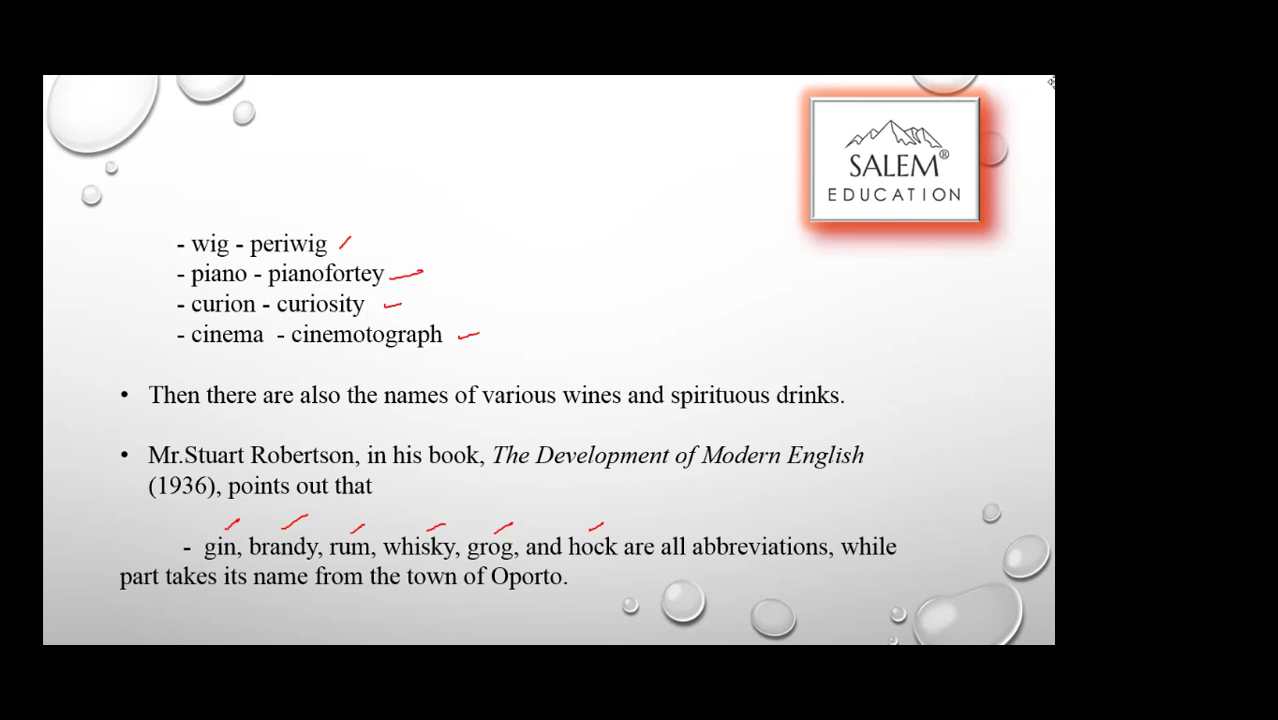 SALEM®
EDUCATION
- wig - periwig
- piano - pianofortey
- curion - curiosity
- cinema - cinemotograph
• Then there are also the names of various wines and spirituous drinks.
• Mr.Stuart Robertson, in his book, The Development of Modern English
(1936), points out that
- gin, brandy, rum, whisky, grog, and hock are all abbreviations, while
part takes its name from the town of Oporto.